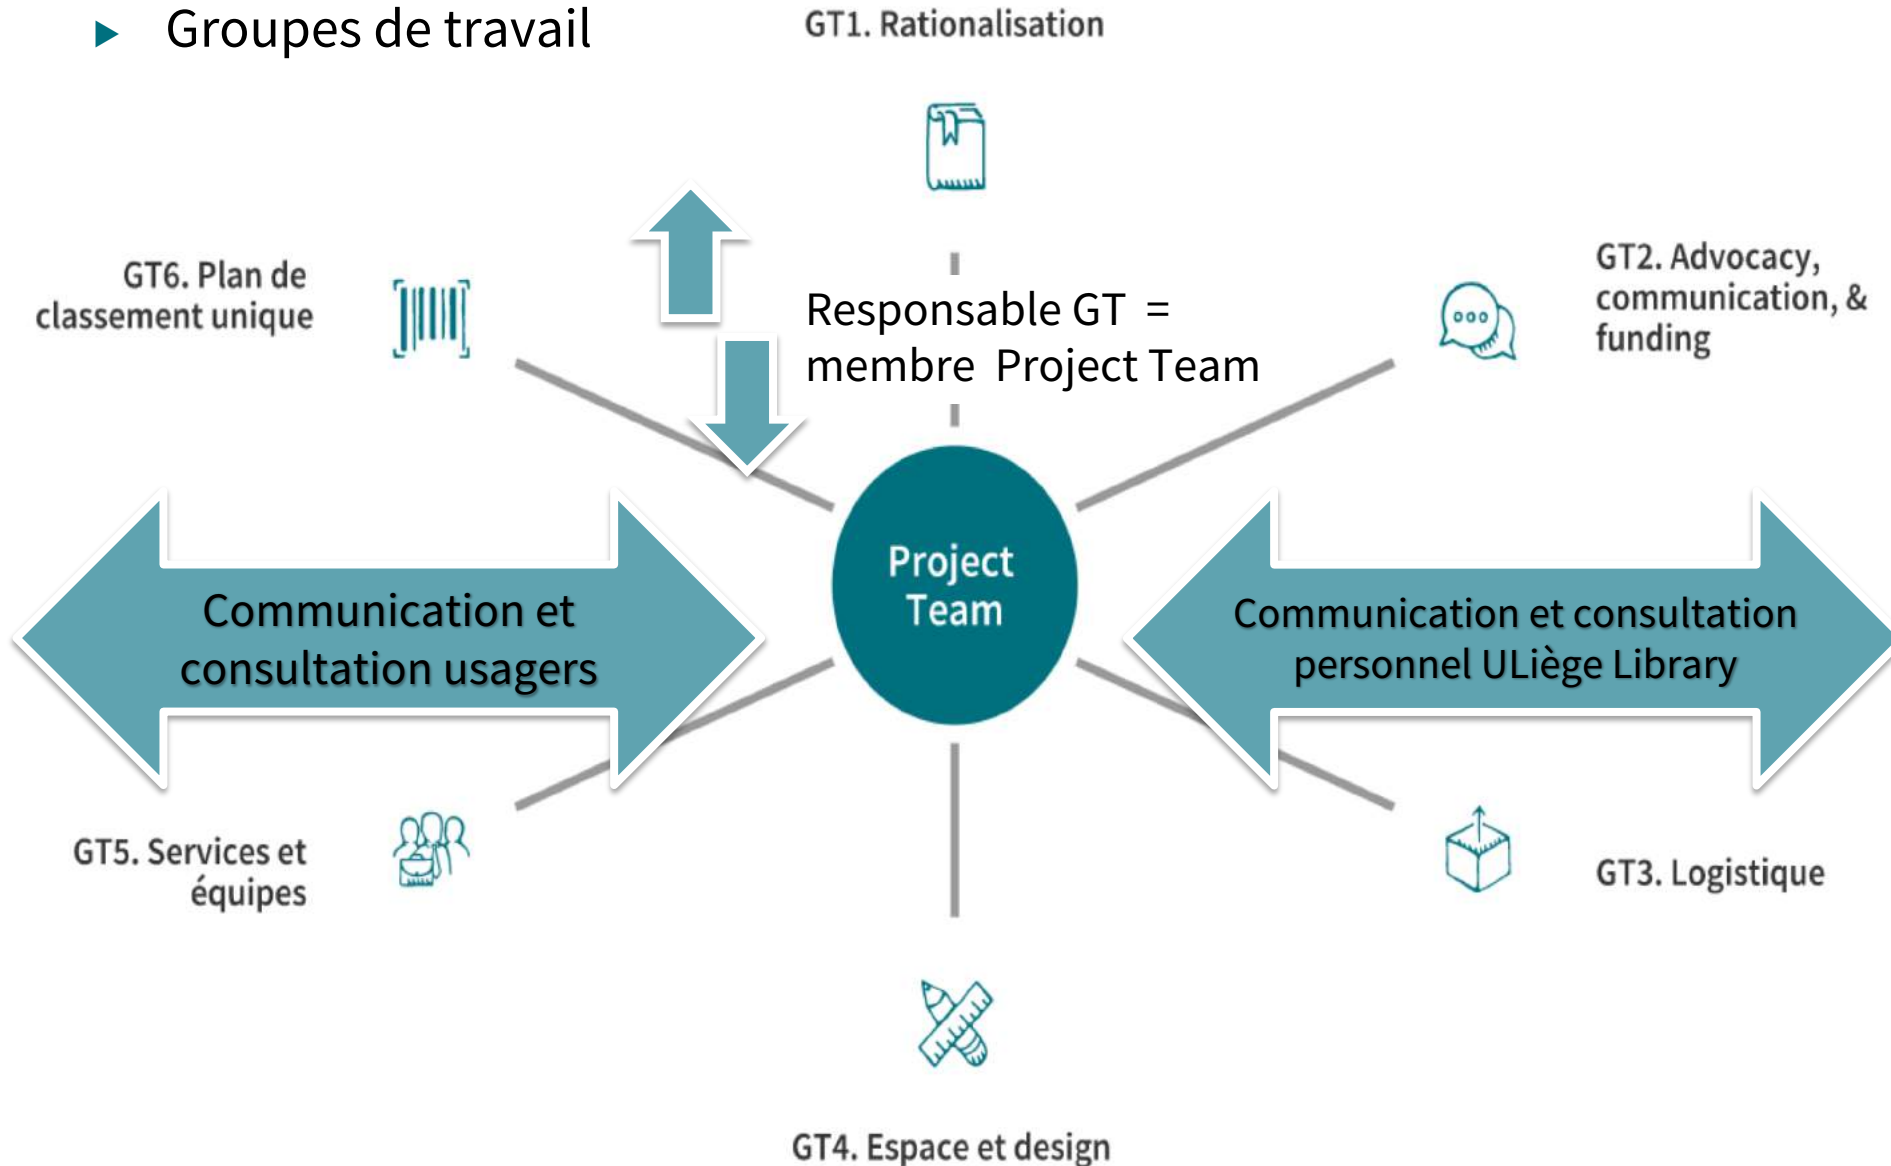 Groupes de travail
GT1. Rationalisation
GT6. Plan de
classement unique
Responsable GT =
membre Project Team
GT2. Advocacy,
communication, &
funding
Project
Team
Communication et
consultation usagers
Communication et consultation
personnel ULiège Library
GT5. Services et
équipes
GT3. Logistique
GT4. Espace et design